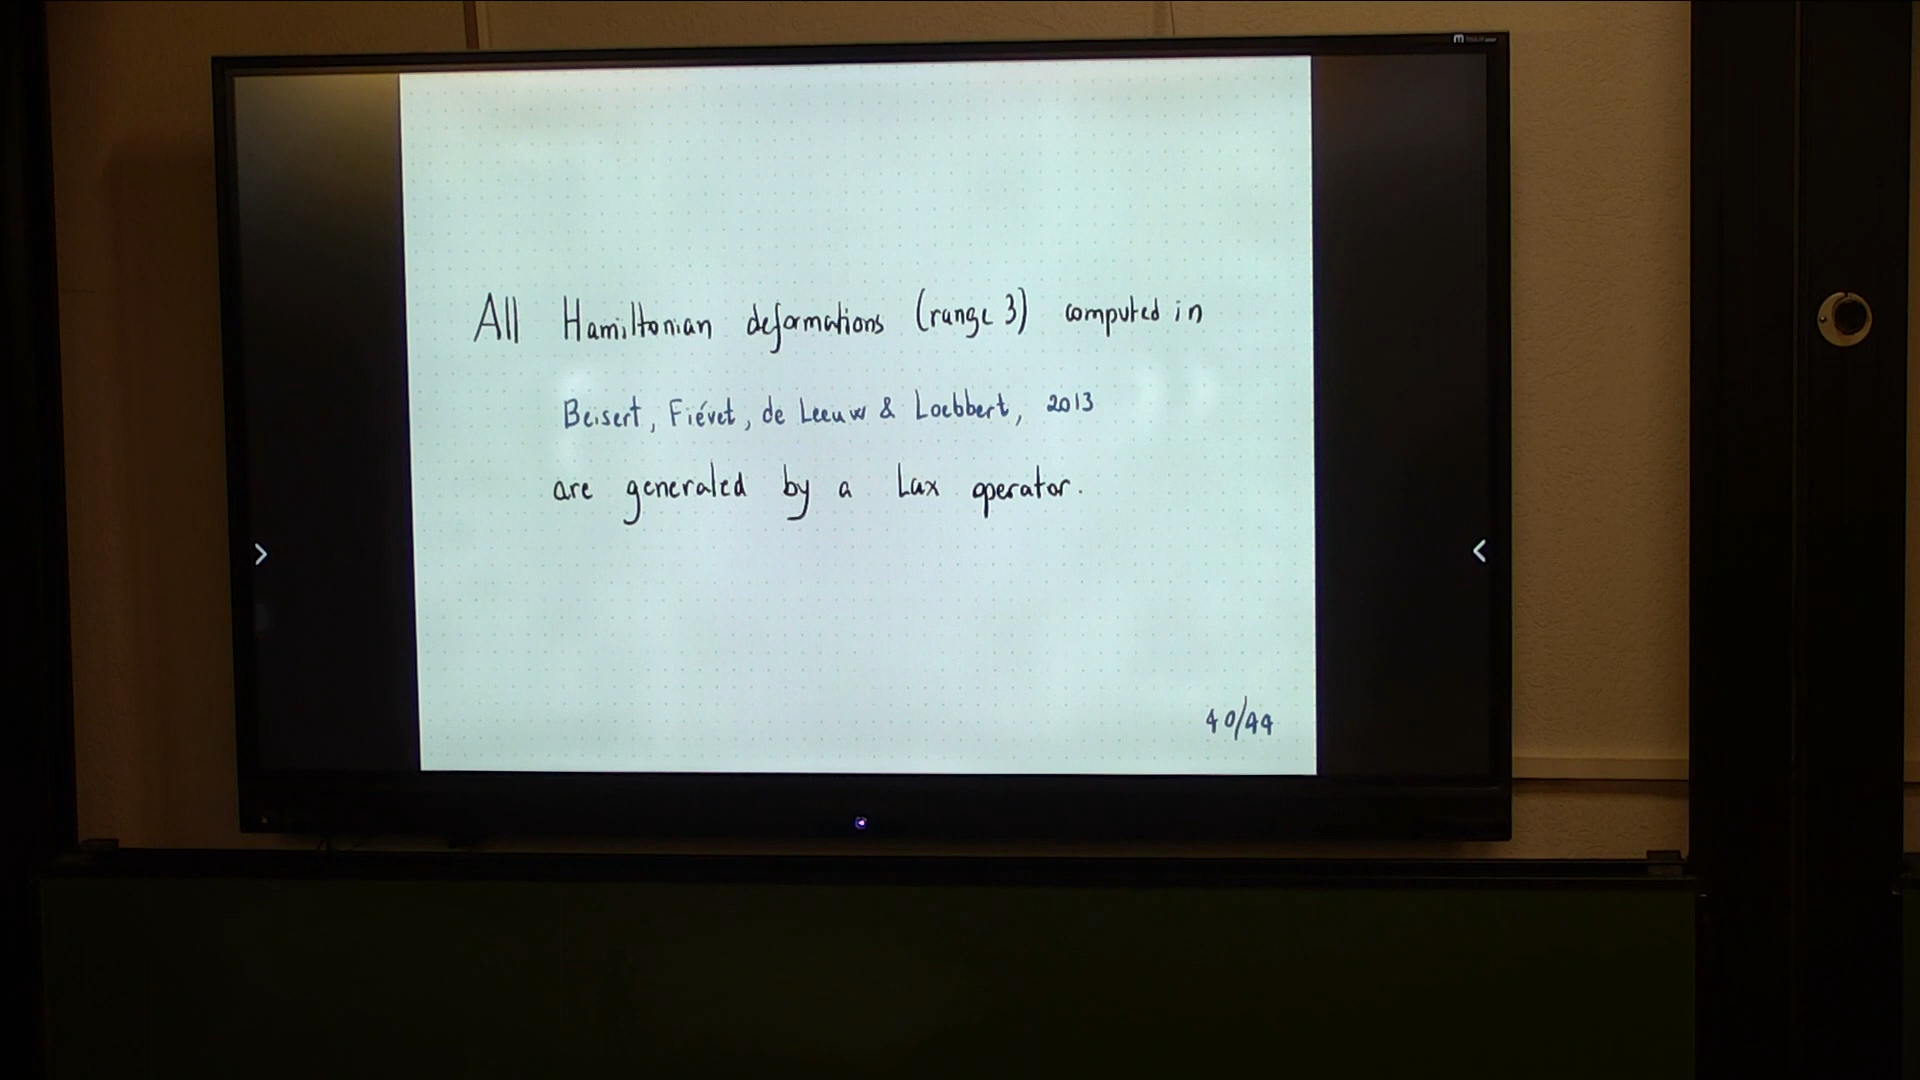 All Hamiltonian deformations (range 3) computed in
Beisert, Fiévet, de Leeuw & Loebbert, 2013
are generated by a Lax operator.
40/44